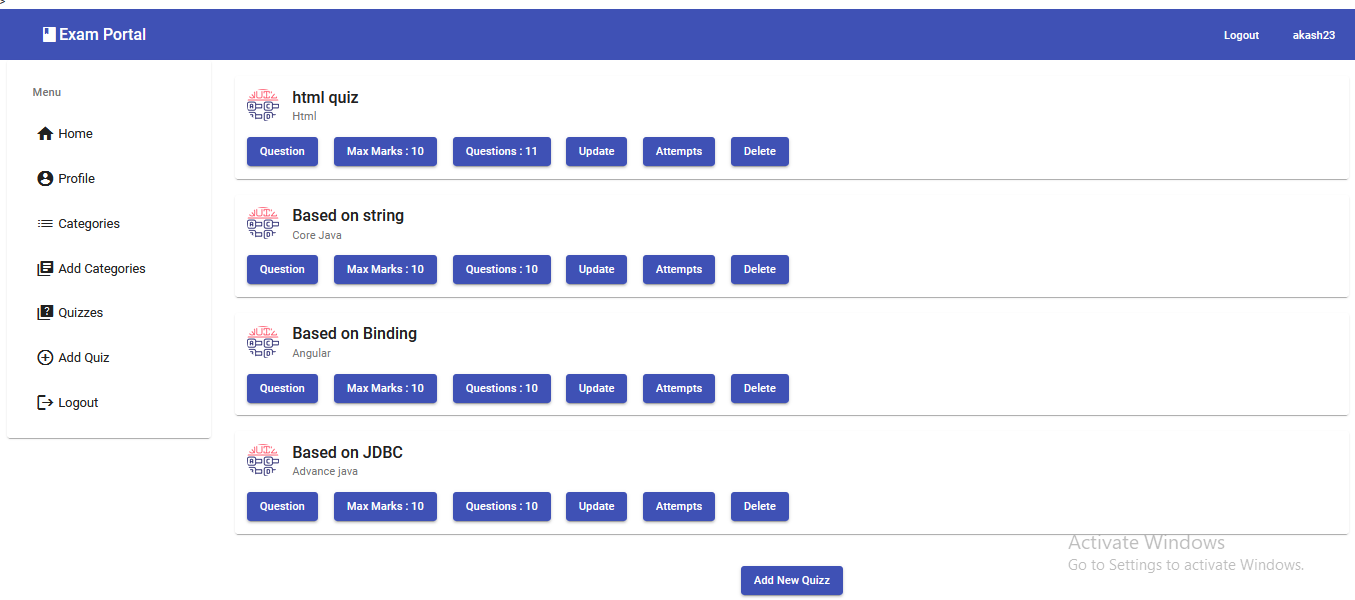 >
Exam Portal
Logout akash23
Menu
Home
Profile
Categories
Add Categories
Quizzes
Add Quiz
Logout
html quiz
Html
Question Max Marks : 10 Questions : 11 Update Attempts Delete
Based on string
Core Java
Question Max Marks : 10 Questions : 10 Update Attempts Delete
Based on Binding
Angular
Question Max Marks : 10 Questions : 10 Update Attempts Delete
Based on JDBC
Advance java
Question Max Marks : 10 Questions : 10 Update Attempts Delete
Add New Quizz
Activate Windows
Go to Settings to activate Windows.